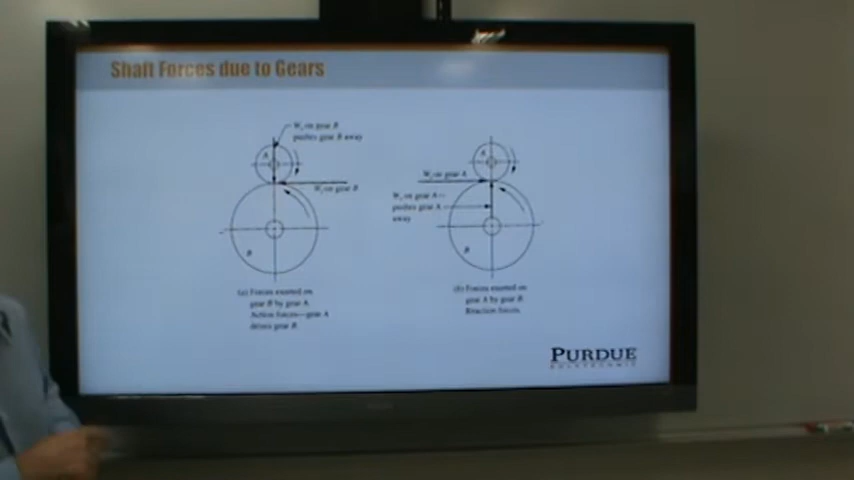 Shaft Forces due to Gears
Wr on gear B
pushes gear B away
A
Wt on gear B
B
(a) Forces exerted on
gear B by gear A.
Action forces—gear A
drives gear B.
A
Wt on gear A
Wr on gear A—
pushes gear A
away
B
(b) Forces exerted on
gear A by gear B.
Reaction forces.
PURDUE
POLYTECHNIC